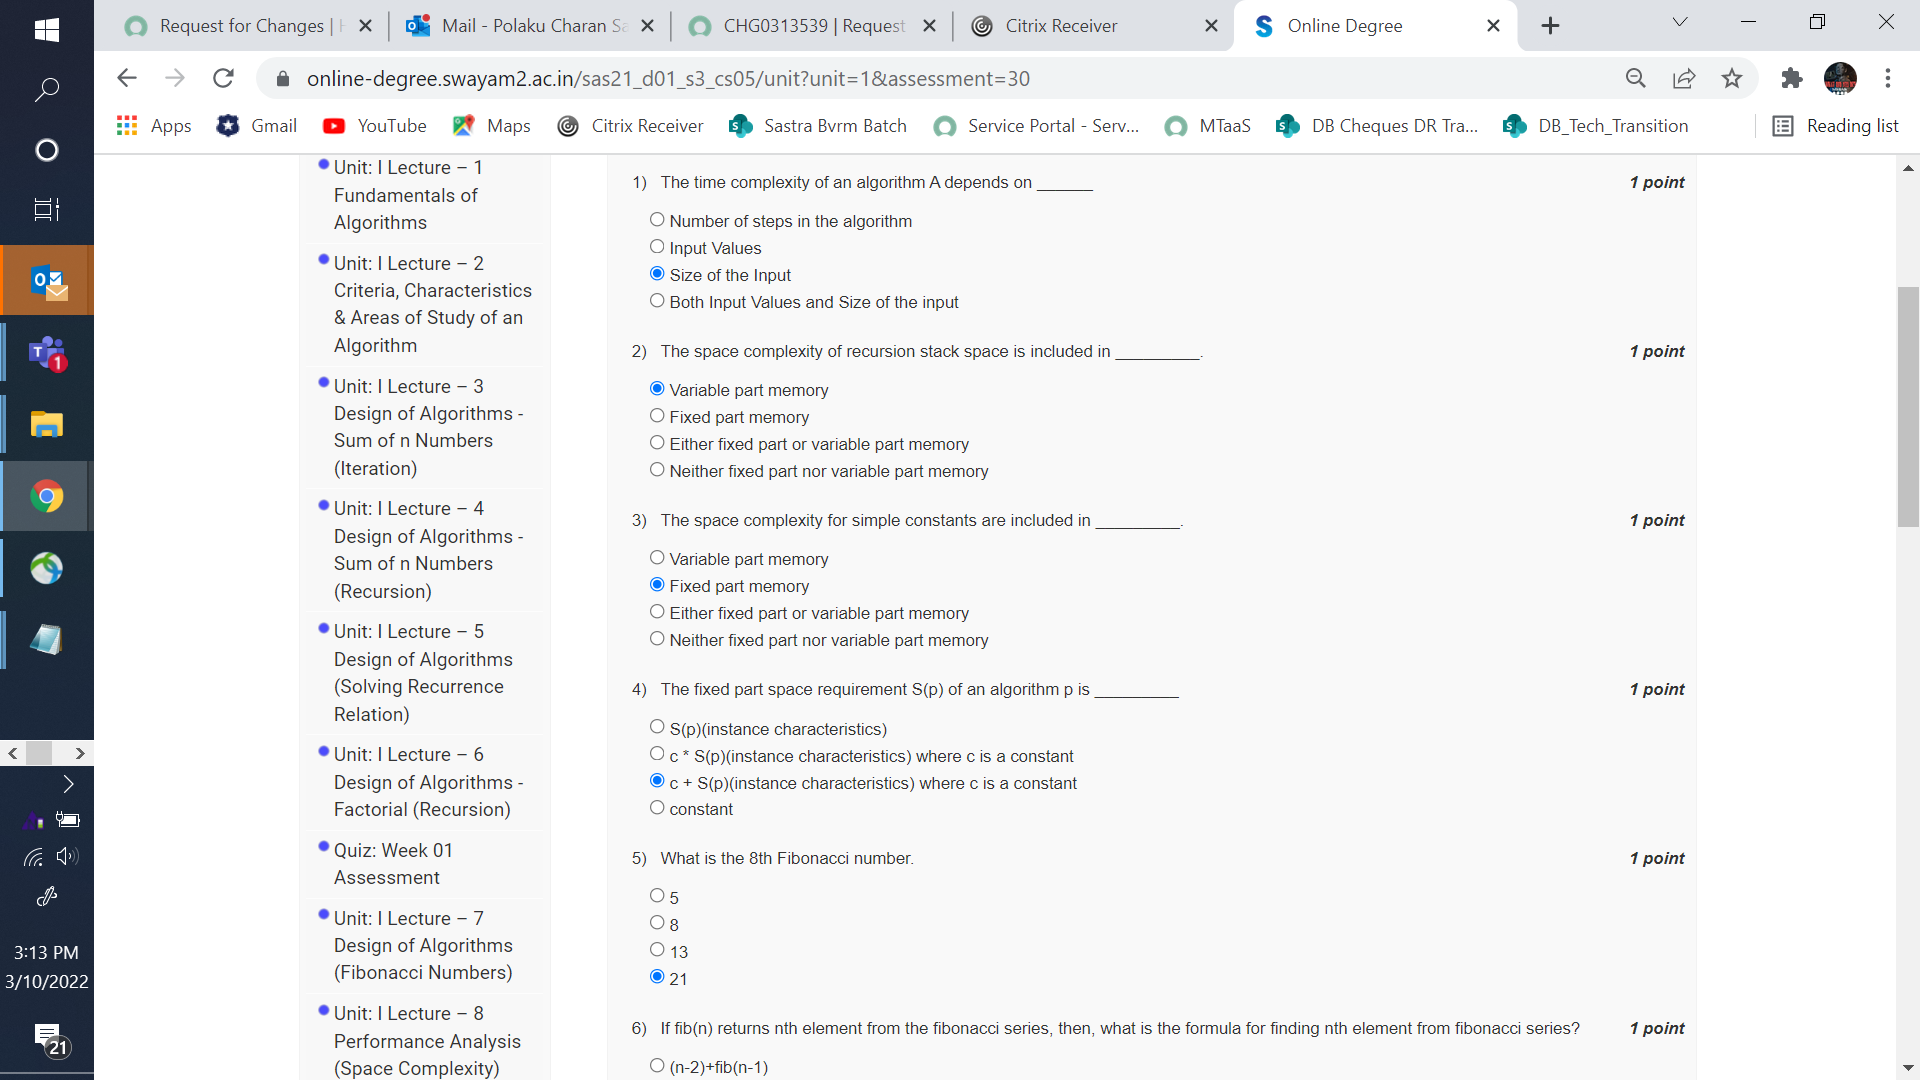 Request for Changes |
Mail - Polaku Charan Sa
CHG0313539 | Request
Citrix Receiver
Online Degree
online-degree.swayam2.ac.in/sas21_d01_s3_cs05/unit?unit=1&assessment=30
Apps
Gmail
YouTube
Maps
Citrix Receiver
Sastra Bvrm Batch
Service Portal - Serv...
MTaaS
DB Cheques DR Tra...
DB_Tech_Transition
Reading list
Unit: I Lecture – 1
Fundamentals of
Algorithms
Unit: I Lecture – 2
Criteria, Characteristics
& Areas of Study of an
Algorithm
Unit: I Lecture – 3
Design of Algorithms -
Sum of n Numbers
(Iteration)
Unit: I Lecture – 4
Design of Algorithms -
Sum of n Numbers
(Recursion)
Unit: I Lecture – 5
Design of Algorithms
(Solving Recurrence
Relation)
Unit: I Lecture – 6
Design of Algorithms -
Factorial (Recursion)
Quiz: Week 01
Assessment
Unit: I Lecture – 7
Design of Algorithms
(Fibonacci Numbers)
Unit: I Lecture – 8
Performance Analysis
(Space Complexity)
1) The time complexity of an algorithm A depends on ______ 1 point
Number of steps in the algorithm
Input Values
Size of the Input
Both Input Values and Size of the input
2) The space complexity of recursion stack space is included in _________. 1 point
Variable part memory
Fixed part memory
Either fixed part or variable part memory
Neither fixed part nor variable part memory
3) The space complexity for simple constants are included in _________. 1 point
Variable part memory
Fixed part memory
Either fixed part or variable part memory
Neither fixed part nor variable part memory
4) The fixed part space requirement S(p) of an algorithm p is _________ 1 point
S(p)(instance characteristics)
c * S(p)(instance characteristics) where c is a constant
c + S(p)(instance characteristics) where c is a constant
constant
5) What is the 8th Fibonacci number. 1 point
5
8
13
21
6) If fib(n) returns nth element from the fibonacci series, then, what is the formula for finding nth element from fibonacci series? 1 point
(n-2)+fib(n-1)
T
1
3:13 PM
3/10/2022
21